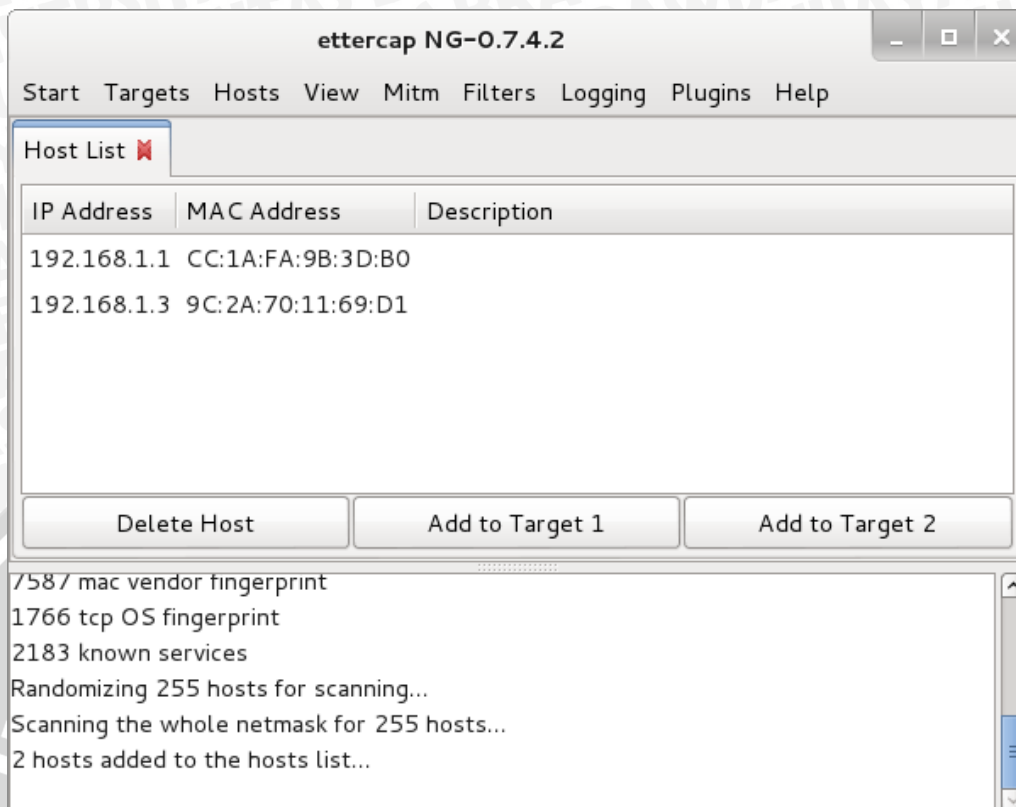 ettercap NG-0.7.4.2
Start Targets Hosts View Mitm Filters Logging Plugins Help
Host List
IP Address MAC Address Description
192.168.1.1 CC:1A:FA:9B:3D:B0
192.168.1.3 9C:2A:70:11:69:D1
Delete Host Add to Target 1 Add to Target 2
7587 mac vendor fingerprint
1766 tcp OS fingerprint
2183 known services
Randomizing 255 hosts for scanning...
Scanning the whole netmask for 255 hosts...
2 hosts added to the hosts list...